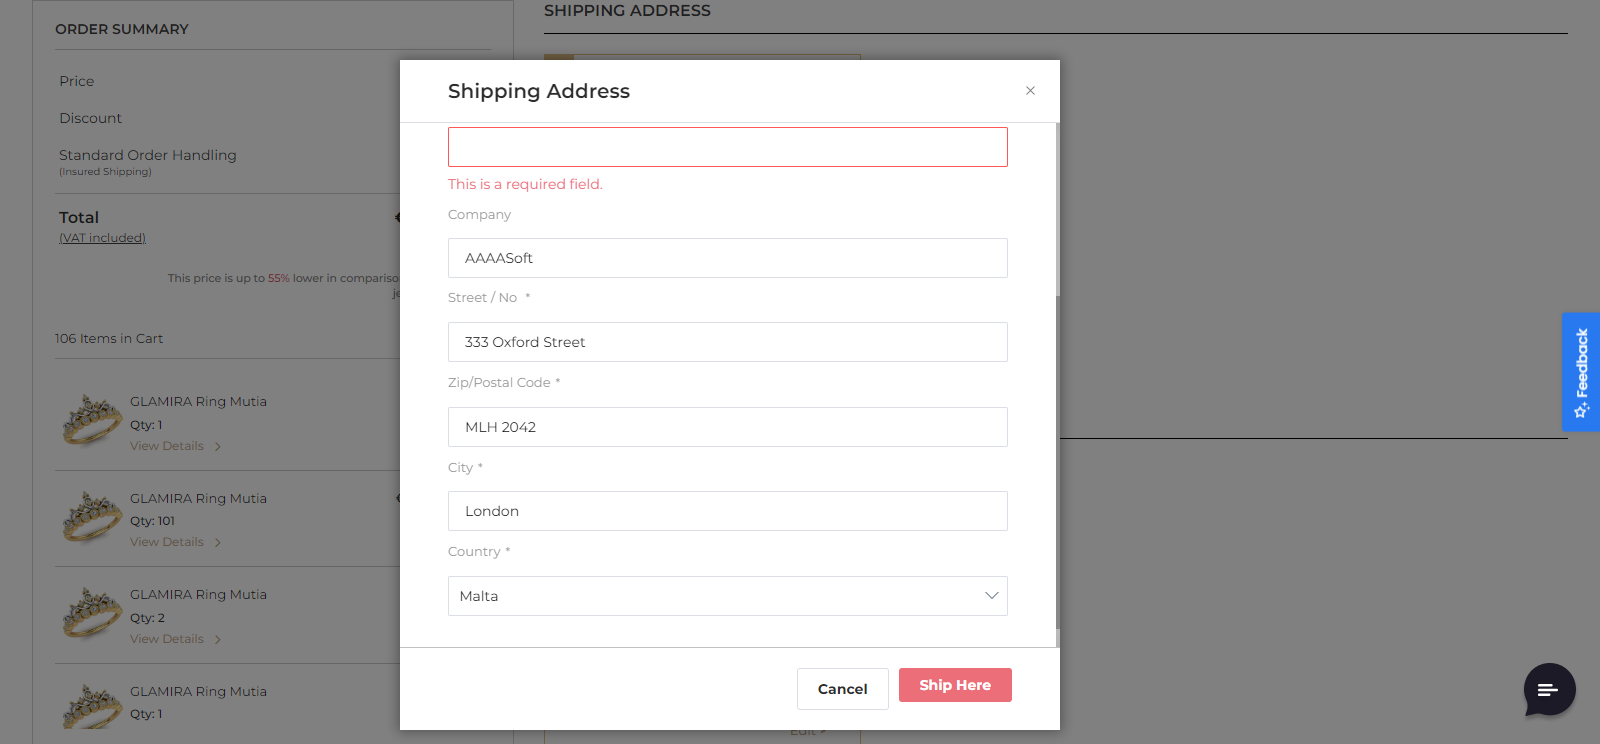 ORDER SUMMARY
Price
Discount
Standard Order Handling
(Insured Shipping)
Total
€
(VAT included)
This price is up to 55% lower in
106 Items in Cart
GLAMIRA Ring Mutia
Qty: 1
View Details >
GLAMIRA Ring Mutia
Qty: 101
View Details >
GLAMIRA Ring Mutia
Qty: 2
View Details >
GLAMIRA Ring Mutia
Qty: 1
SHIPPING ADDRESS
Shipping Address
×
This is a required field.
Company
AAAASoft
Street / No *
333 Oxford Street
Zip/Postal Code *
MLH 2042
City *
London
Country *
Malta
Cancel
Ship Here
Edit >
Feedback